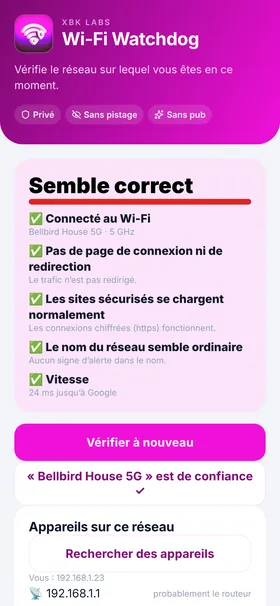 XBK LABS
Wi-Fi Watchdog
Vérifie le réseau sur lequel vous êtes en ce
moment.
Privé
Sans pistage
Sans pub
Semble correct
✅ Connecté au Wi-Fi
Bellbird House 5G · 5 GHz
✅ Pas de page de connexion ni de
redirection
Le trafic n’est pas redirigé.
✅ Les sites sécurisés se chargent
normalement
Les connexions chiffrées (https) fonctionnent.
✅ Le nom du réseau semble ordinaire
Aucun signe d’alerte dans le nom.
✅ Vitesse
24 ms jusqu’à Google
Vérifier à nouveau
« Bellbird House 5G » est de confiance
✓
Appareils sur ce réseau
Rechercher des appareils
Vous : 192.168.1.23
📡 192.168.1.1 probablement le routeur